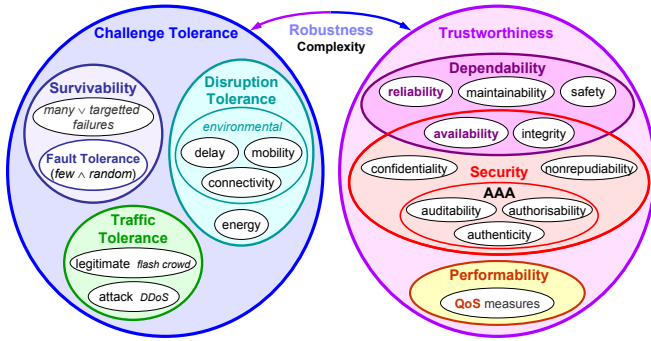 Challenge Tolerance
Robustness
Complexity
Trustworthiness
Survivability
many ∨ targetted
failures
Fault Tolerance
(few ∧ random)
Disruption
Tolerance
environmental
delay
mobility
connectivity
energy
Traffic
Tolerance
legitimate flash crowd
attack DDoS
Dependability
reliability
maintainability
safety
availability
integrity
confidentiality
Security
nonrepudiability
AAA
auditability
authorisability
authenticity
Performability
QoS measures